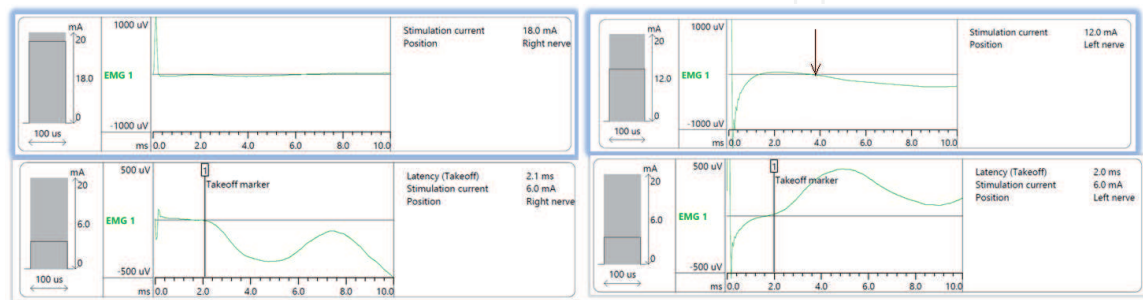 mA
20
18.0
0
100 us
EMG 1
1000 uV
-1000 uV
ms 0.0 2.0 4.0 6.0 8.0 10.0
Stimulation current 18.0 mA
Position Right nerve
mA
20
12.0
0
100 us
EMG 1
1000 uV
-1000 uV
ms 0.0 2.0 4.0 6.0 8.0 10.0
Stimulation current 12.0 mA
Position Left nerve
mA
20
6.0
0
100 us
EMG 1
500 uV
-500 uV
1
Takeoff marker
ms 0.0 2.0 4.0 6.0 8.0 10.0
Latency (Takeoff) 2.1 ms
Stimulation current 6.0 mA
Position Right nerve
mA
20
6.0
0
100 us
EMG 1
500 uV
-500 uV
1
Takeoff marker
ms 0.0 2.0 4.0 6.0 8.0 10.0
Latency (Takeoff) 2.0 ms
Stimulation current 6.0 mA
Position Left nerve